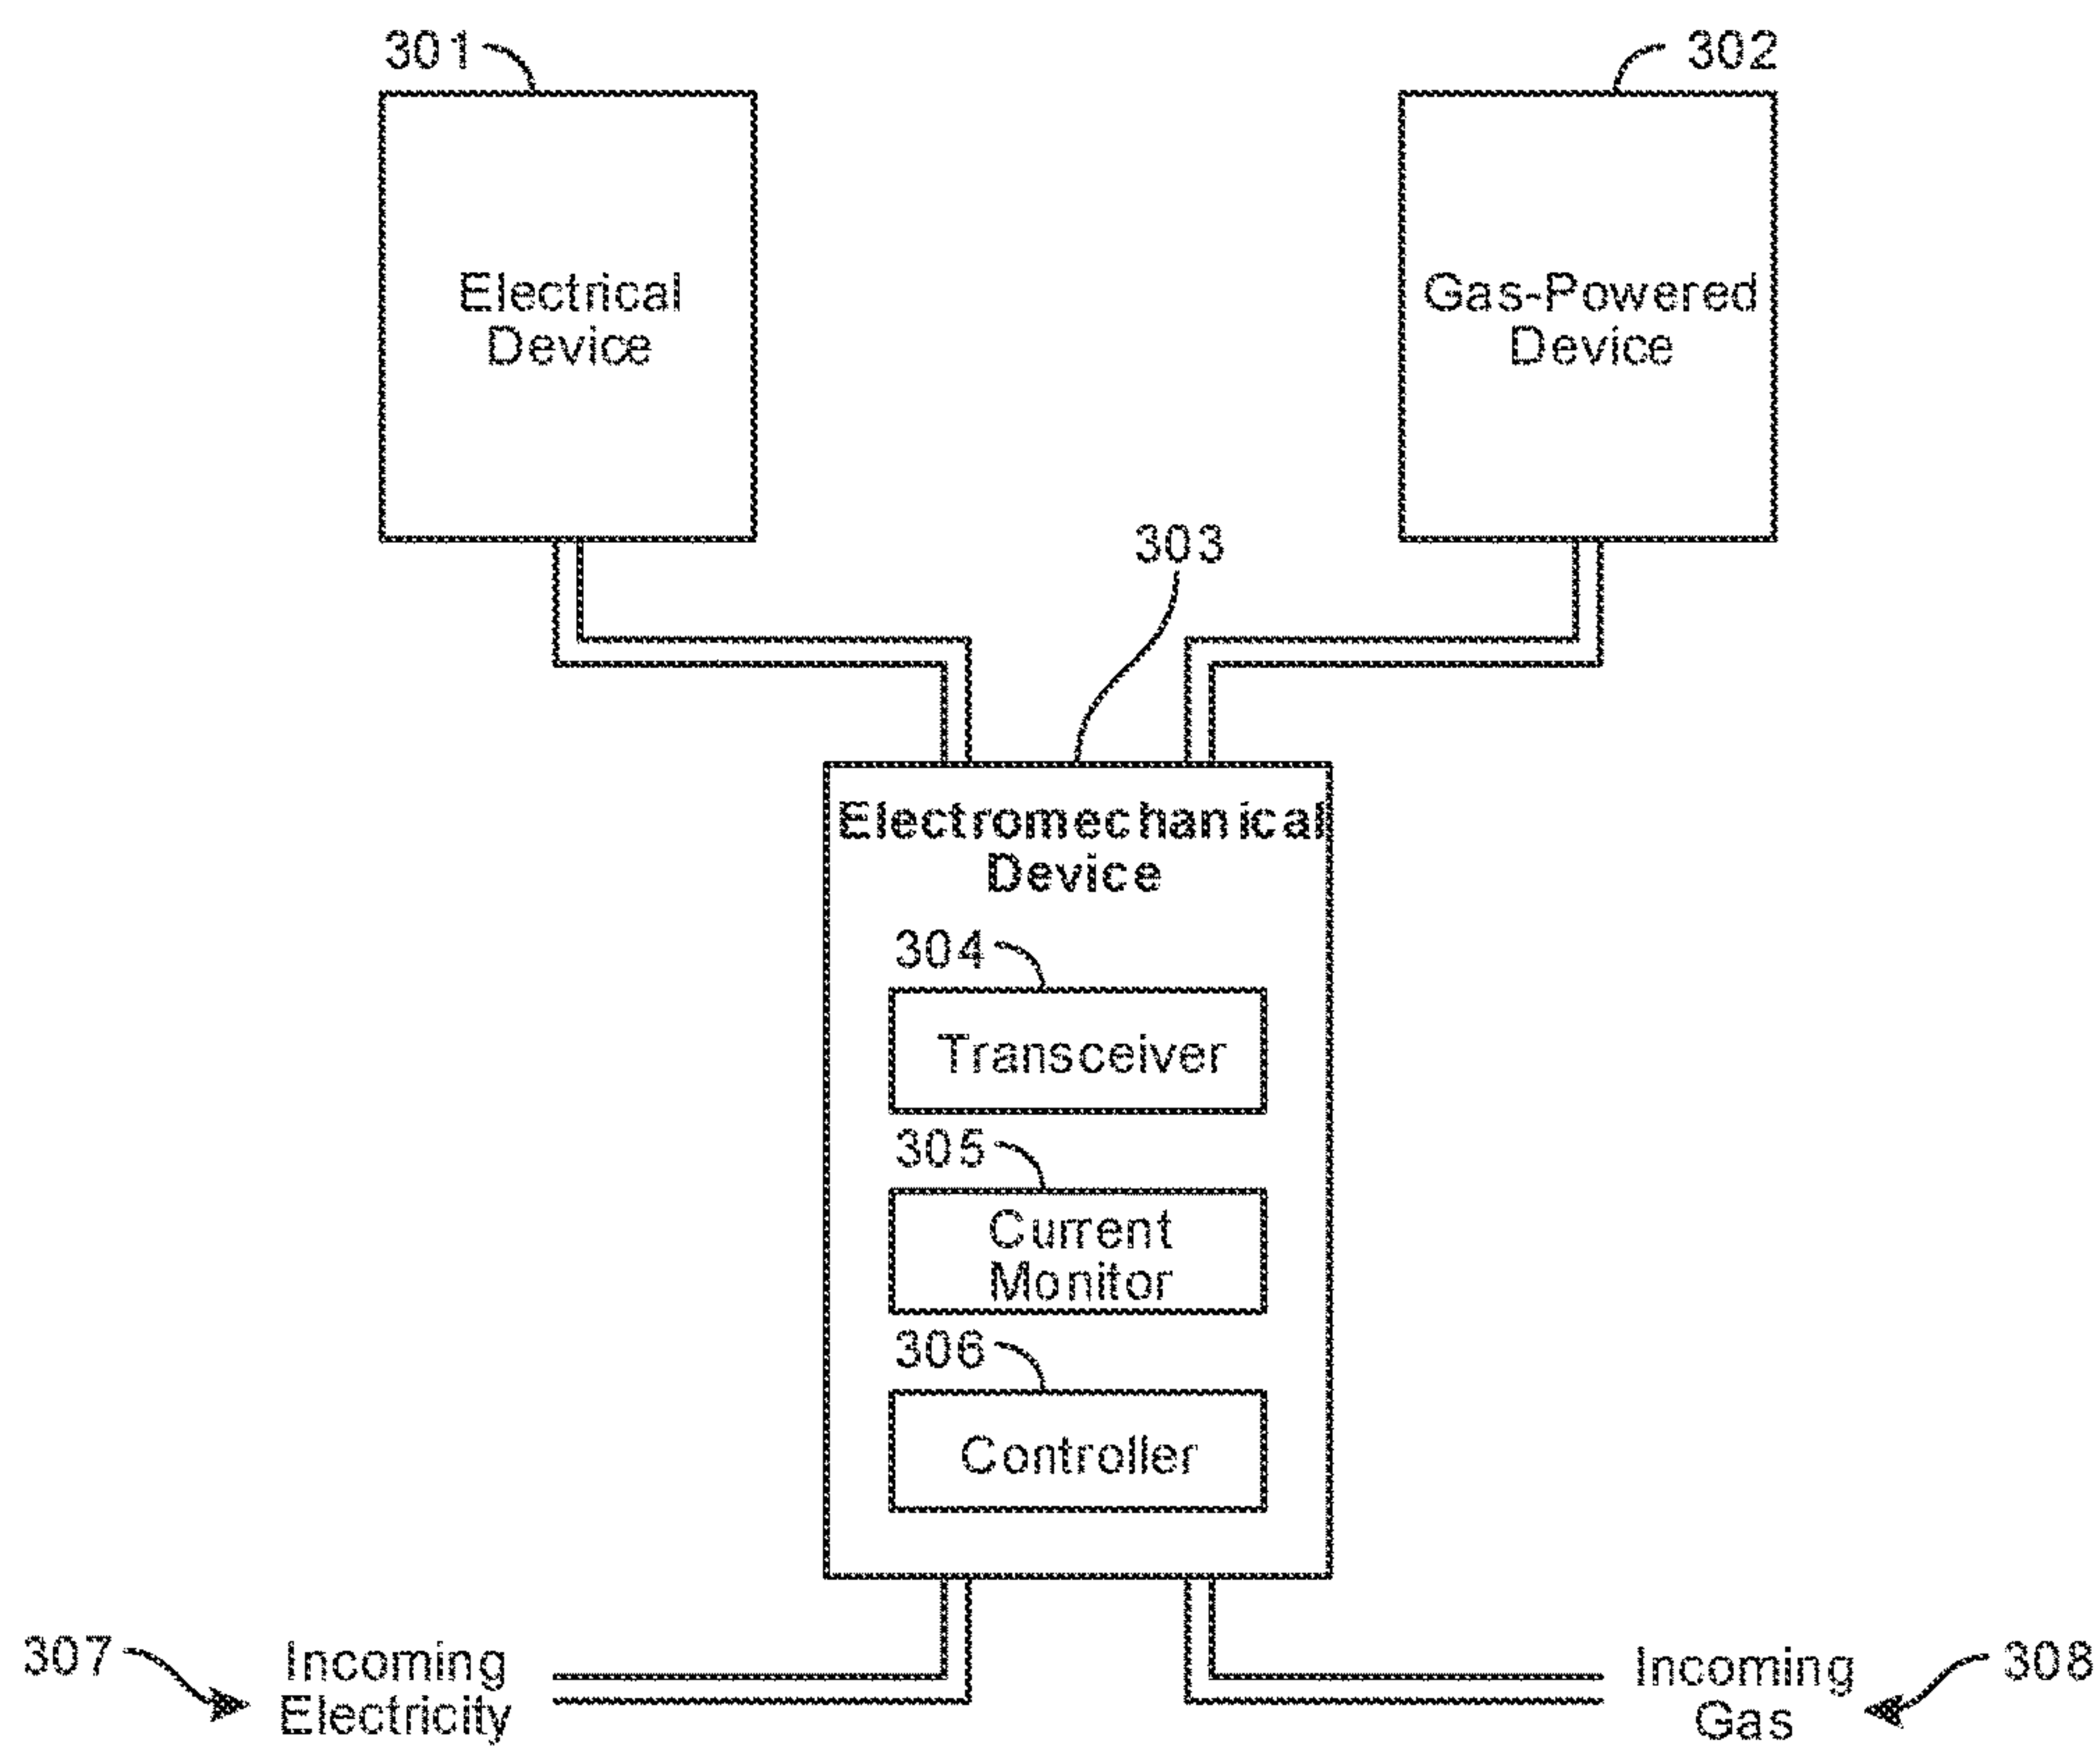 301
302
Electrical
Device
Gas-Powered
Device
303
Electromechanical
Device
304
Transceiver
305
Current
Monitor
306
Controller
307
Incoming
Electricity
Incoming
Gas
308